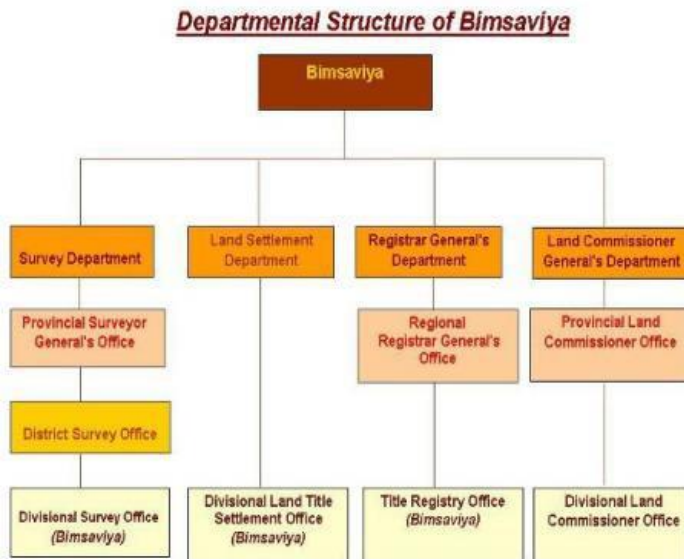 Departmental Structure of Bimsaviya
Bimsaviya
Survey Department
Land Settlement
Department
Registrar General's
Department
Land Commissioner
General's Department
Provincial Surveyor
General's Office
Regional
Registrar General's
Office
Provincial Land
Commissioner Office
District Survey Office
Divisional Survey Office
(Bimsaviya)
Divisional Land Title
Settlement Office
(Bimsaviya)
Title Registry Office
(Bimsaviya)
Divisional Land
Commissioner Office